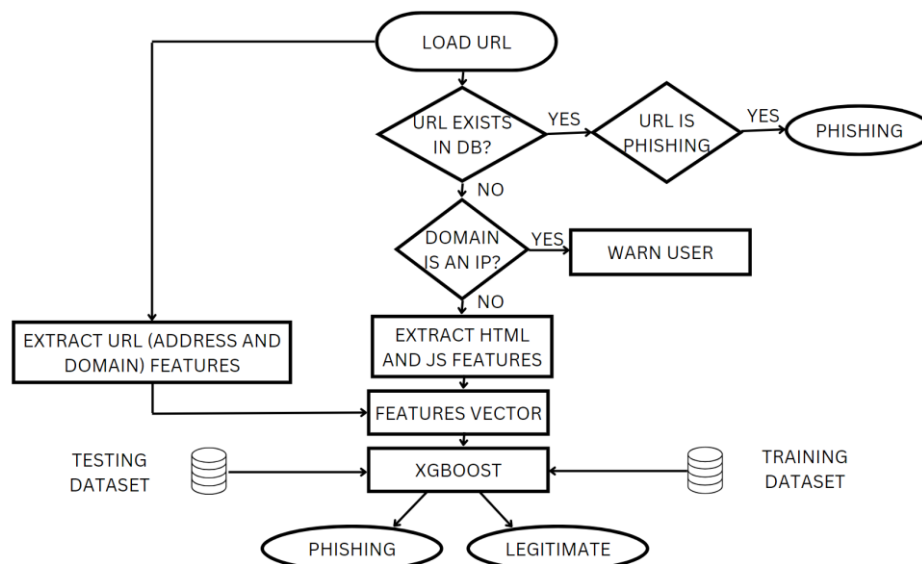 LOAD URL
URL EXISTS
IN DB?
YES
URL IS
PHISHING
YES
PHISHING
NO
DOMAIN
IS AN IP?
YES
WARN USER
NO
EXTRACT URL (ADDRESS AND
DOMAIN) FEATURES
EXTRACT HTML
AND JS FEATURES
FEATURES VECTOR
TESTING
DATASET
XGBOOST
TRAINING
DATASET
PHISHING
LEGITIMATE